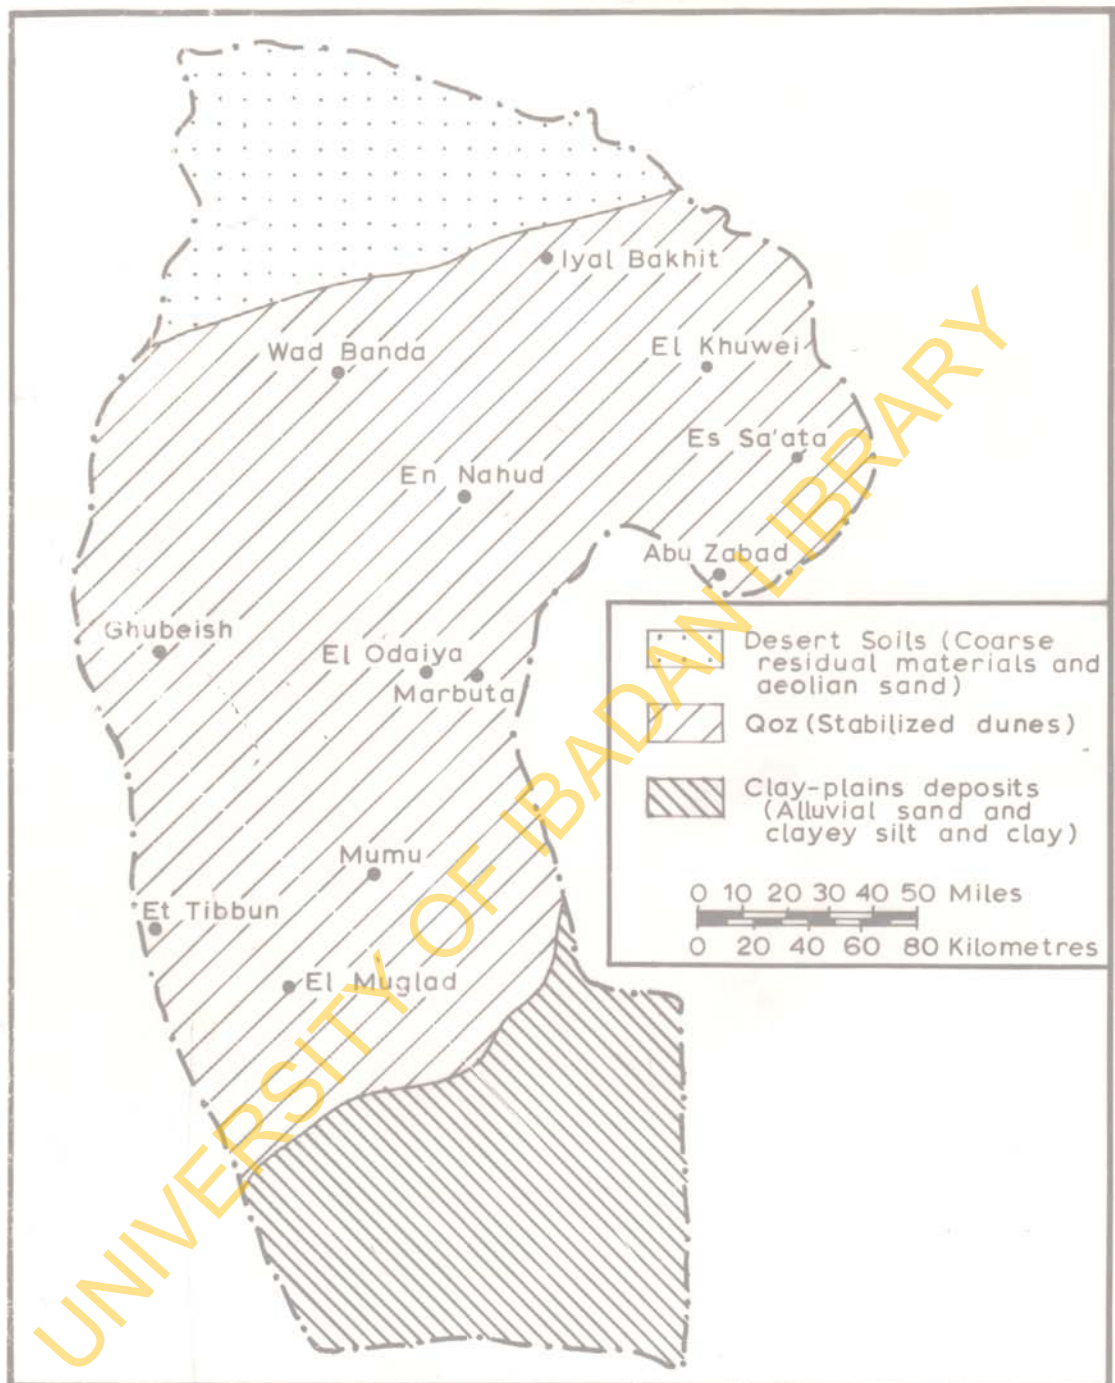 Iyal Bakhit
Wad Banda
El Khuwei
Es Sa'ata
En Nahud
Abu Zabad
Ghubeish
El Odaiya
Marbuta
Mumu
Et Tibbun
El Muglad
Desert Soils (Coarse
residual materials and
aeolian sand)
Qoz (Stabilized dunes)
Clay-plains deposits
(Alluvial sand and
clayey silt and clay)
0 10 20 30 40 50 Miles
0 20 40 60 80 Kilometres
UNIVERSITY OF IBADAN LIBRARY